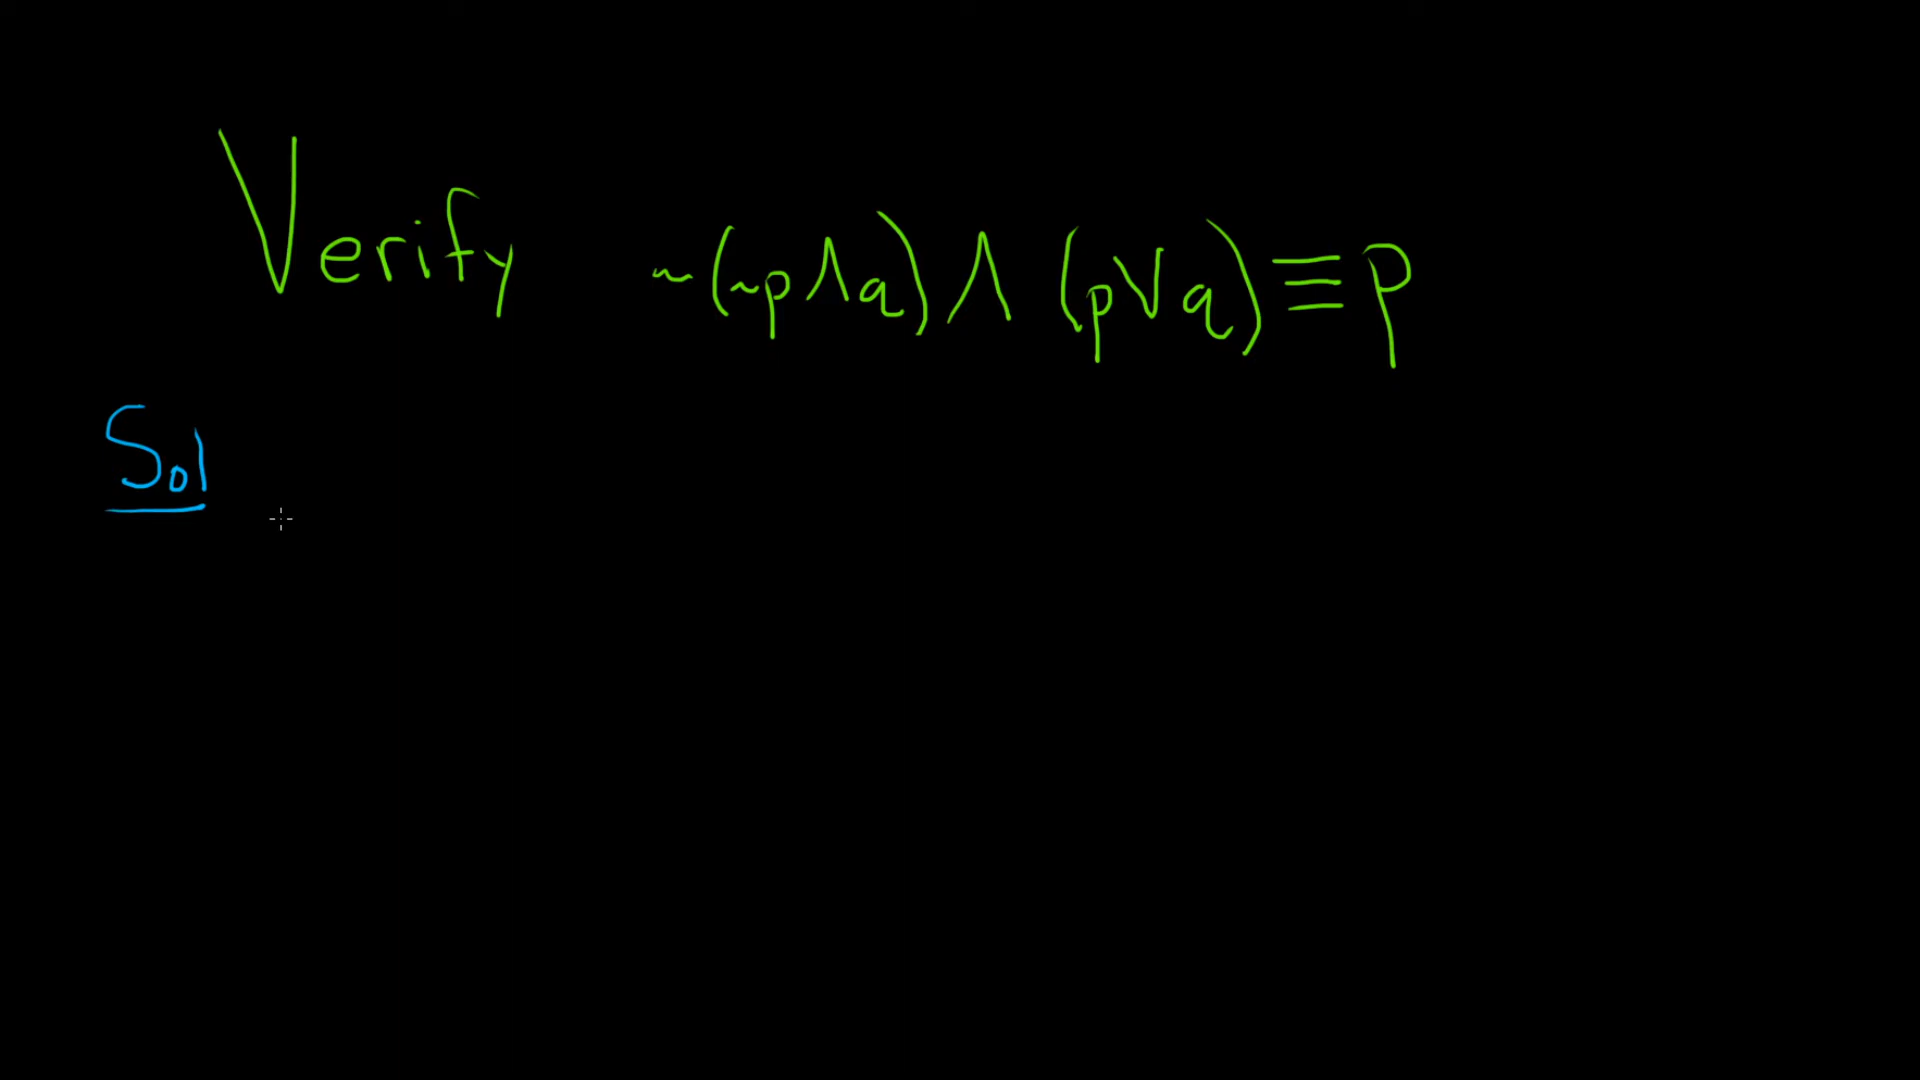 Verify ~(~p∧q)∧(p∨q)≡p
Sol